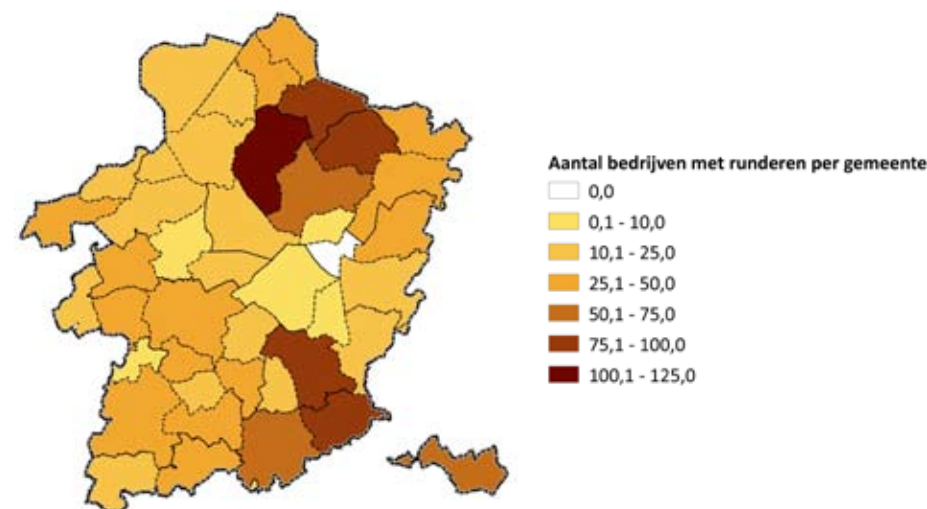 Aantal bedrijven met runderen per gemeente
0,0
0,1 - 10,0
10,1 - 25,0
25,1 - 50,0
50,1 - 75,0
75,1 - 100,0
100,1 - 125,0